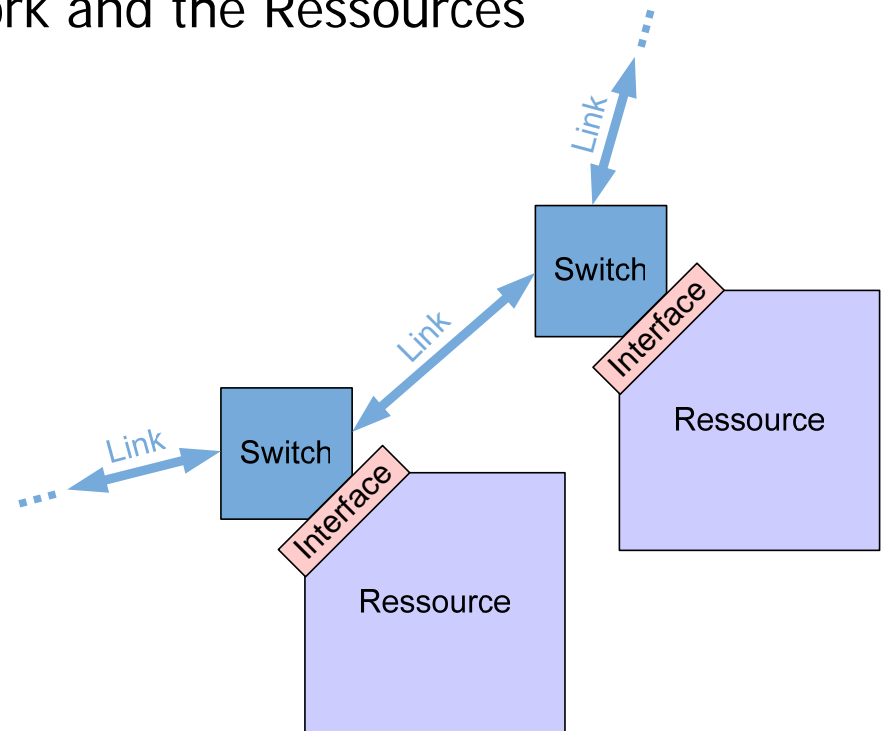 ork and the Ressources
Link
Switch
Interface
Ressource
Link
Link
Switch
Interface
Ressource